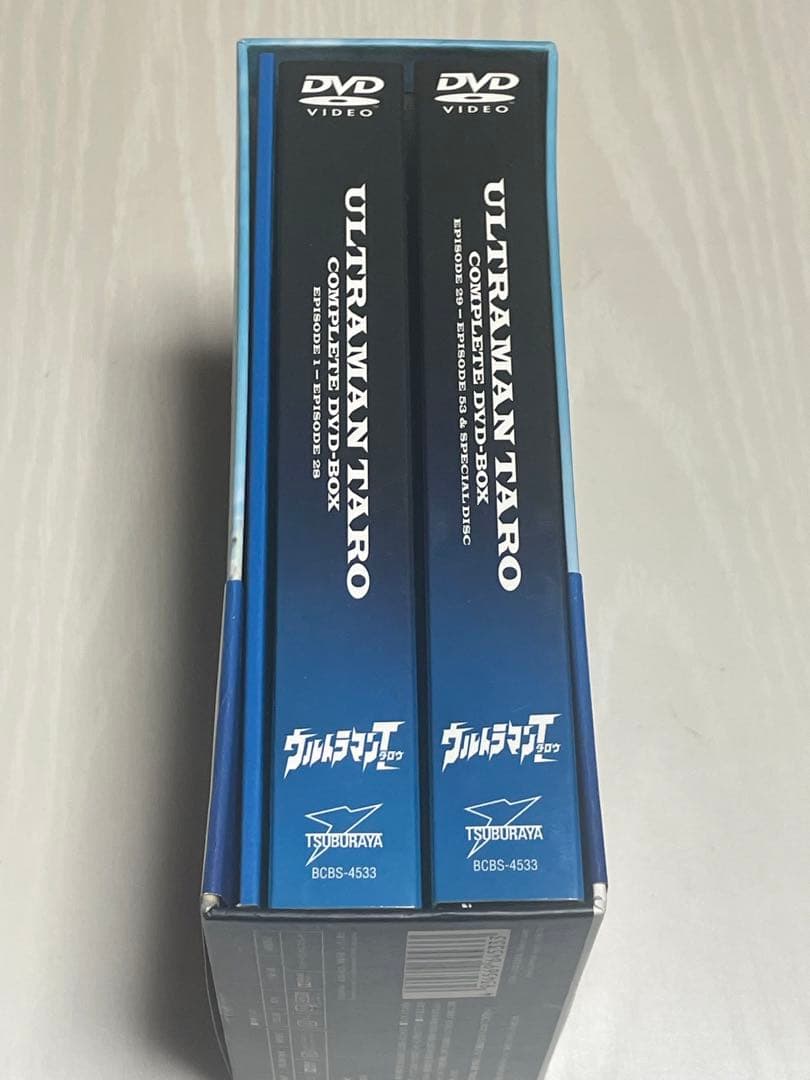 DVD
VIDEO
ULTRAMAN TARO
COMPLETE DVD-BOX
EPISODE 1 – EPISODE 28
ウルトラマンT
タロウ
TSUBURAYA
BCBS-4533
DVD
VIDEO
ULTRAMAN TARO
COMPLETE DVD-BOX
EPISODE 29 – EPISODE 53 & SPECIAL DISC
ウルトラマンT
タロウ
TSUBURAYA
BCBS-4533